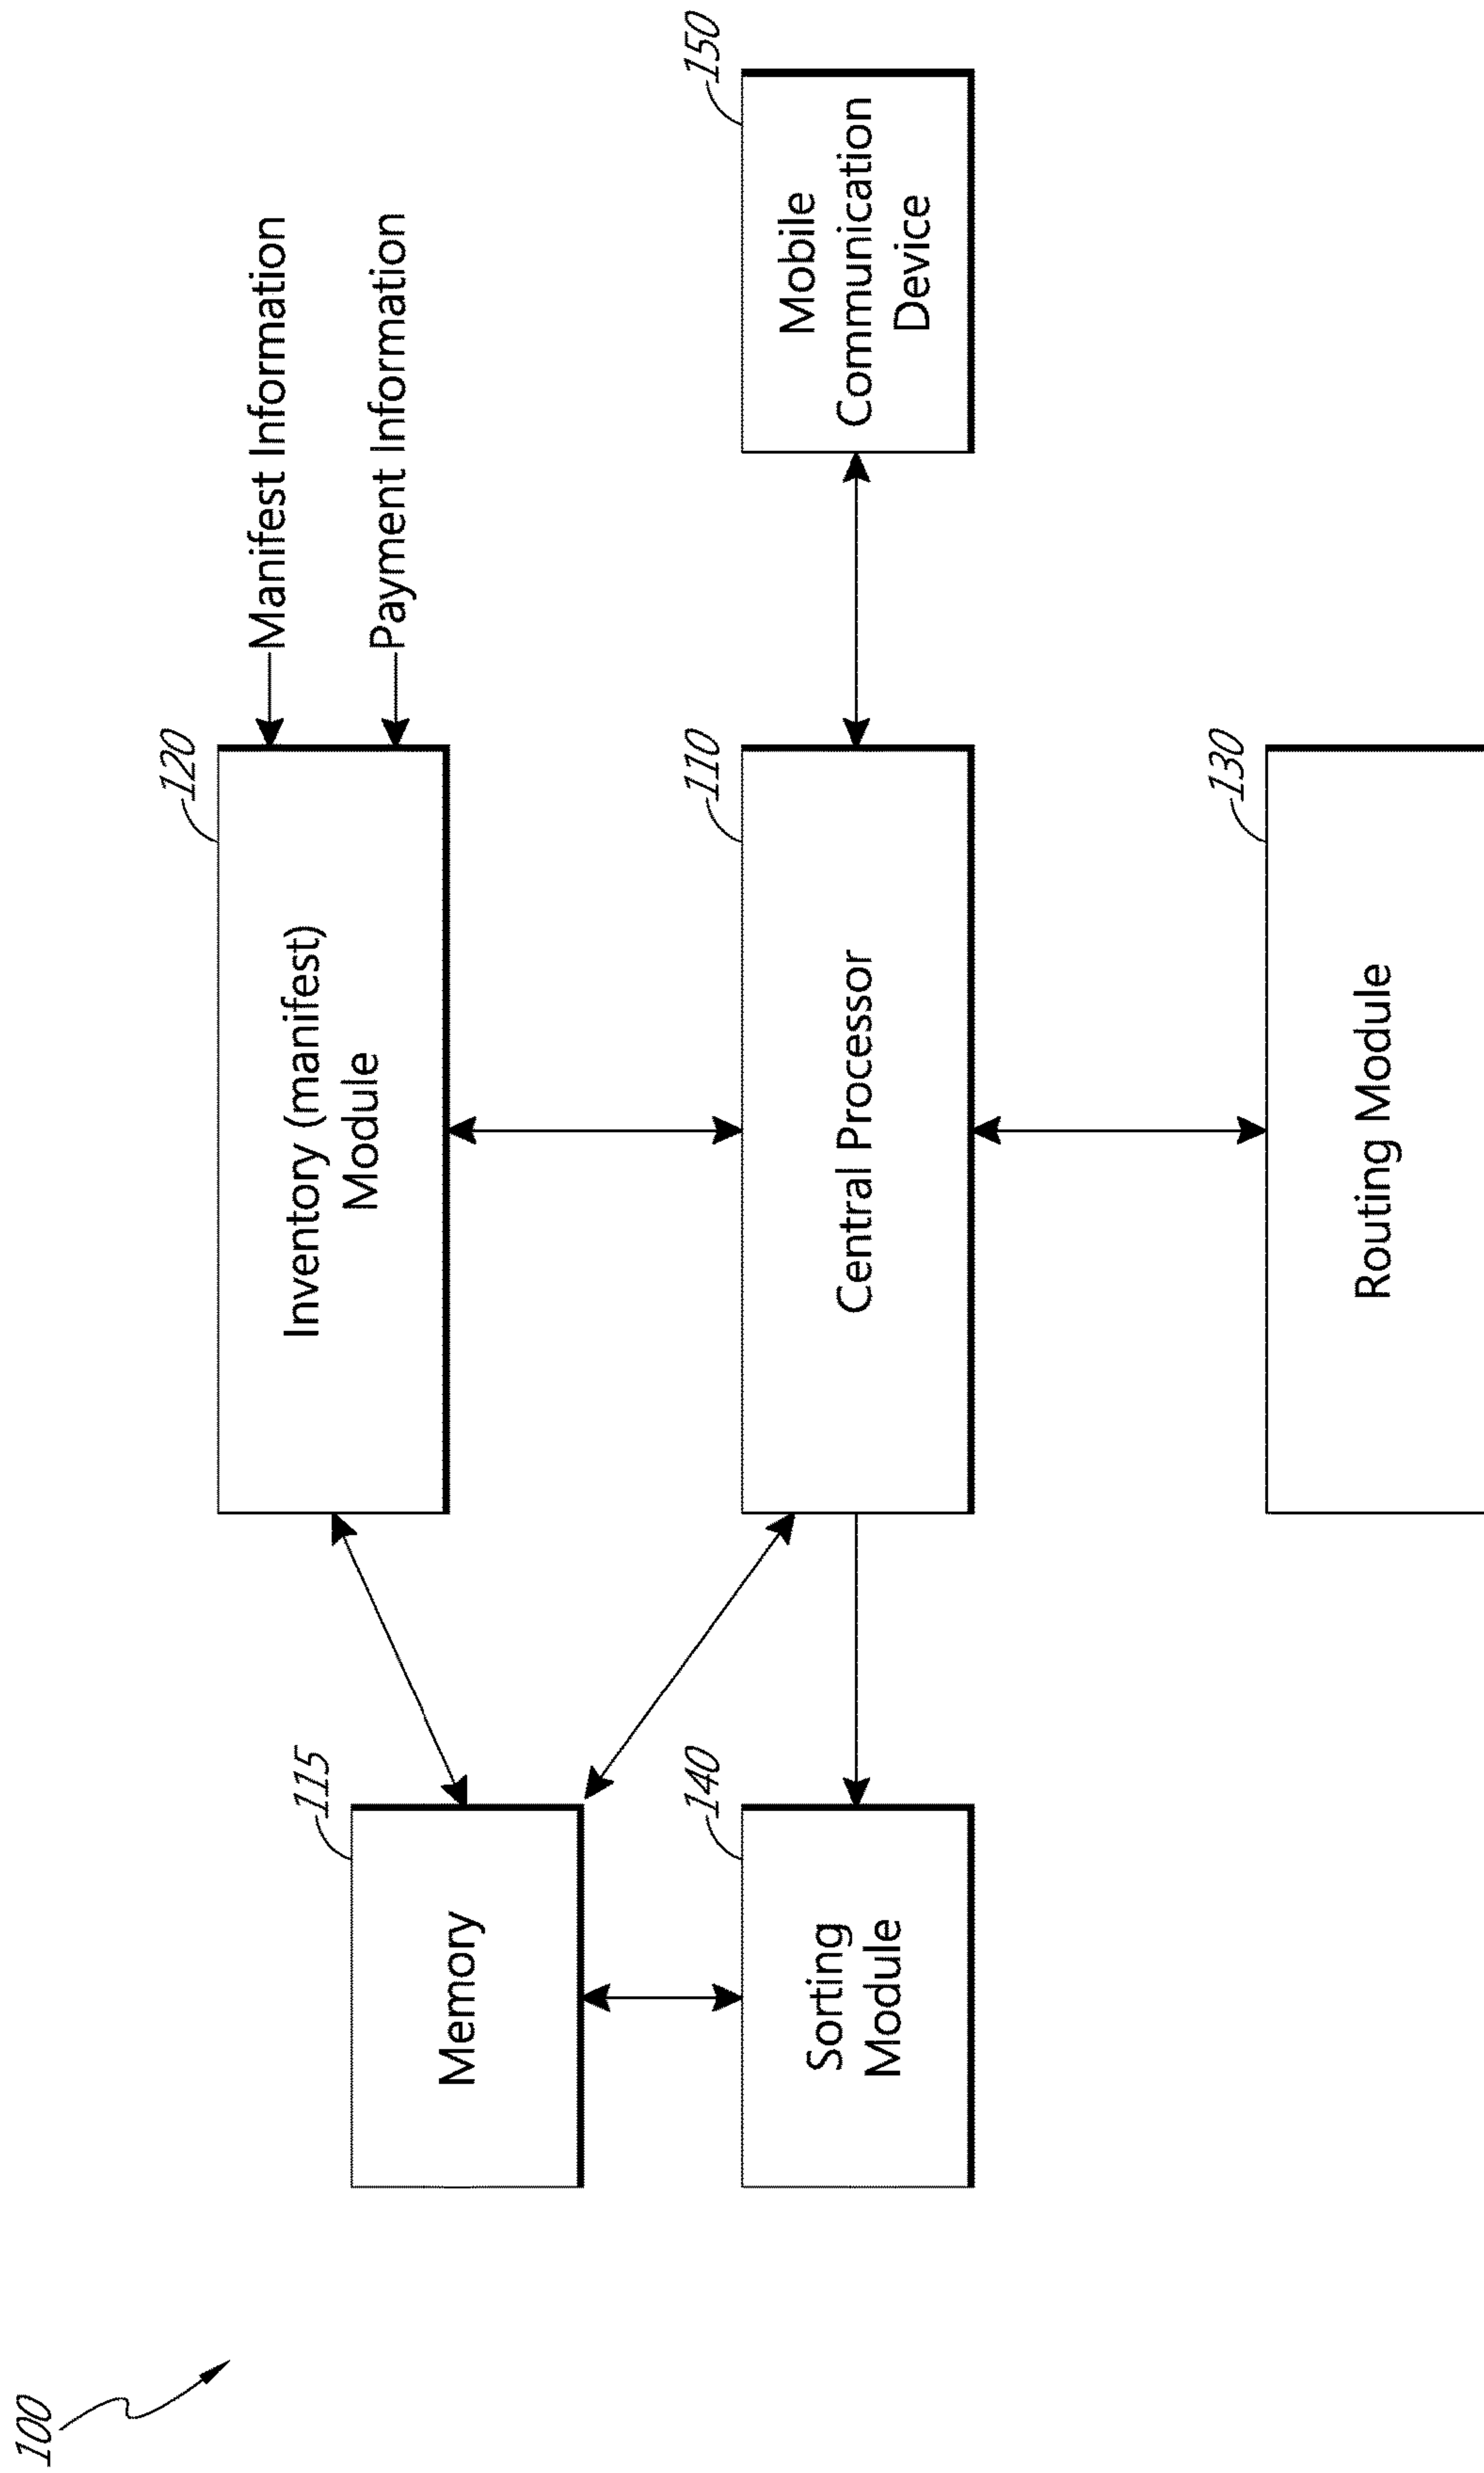 100
Manifest Information
Payment Information
120
Inventory (manifest)
Module
115
Memory
140
Sorting
Module
110
Central Processor
150
Mobile
Communication
Device
130
Routing Module